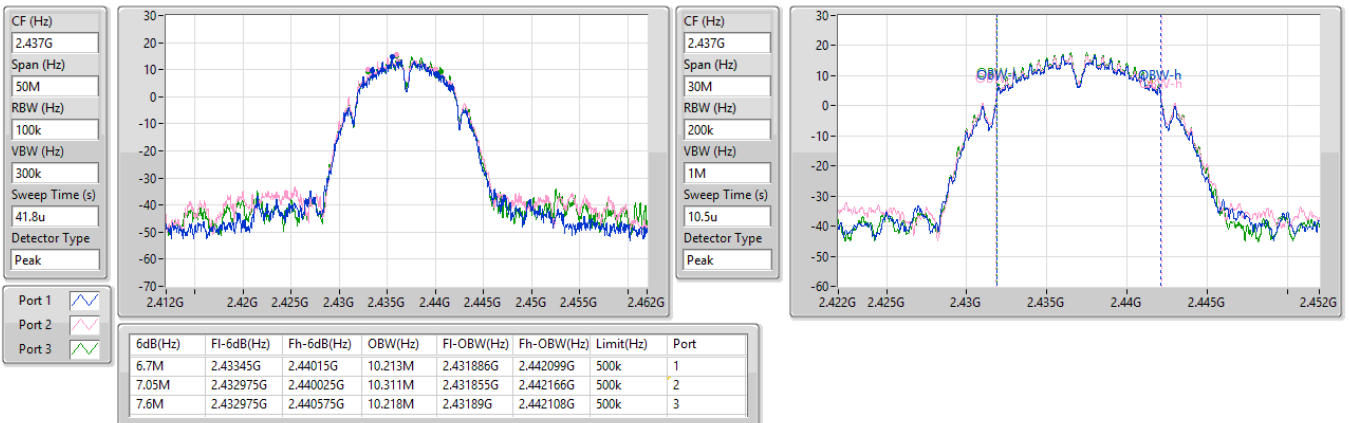 CF (Hz)
2.437G
Span (Hz)
50M
RBW (Hz)
100k
VBW (Hz)
300k
Sweep Time (s)
41.8u
Detector Type
Peak
30
20
10
0
-10
-20
-30
-40
-50
-60
-70
2.412G 2.42G 2.425G 2.43G 2.435G 2.44G 2.445G 2.45G 2.455G 2.462G
CF (Hz)
2.437G
Span (Hz)
30M
RBW (Hz)
200k
VBW (Hz)
1M
Sweep Time (s)
10.5u
Detector Type
Peak
30
20
10
0
-10
-20
-30
-40
-50
-60
OBW-l OBW-h
OBW-h
2.422G 2.425G 2.43G 2.435G 2.44G 2.445G 2.452G
Port 1
Port 2
Port 3
6dB(Hz) Fl-6dB(Hz) Fh-6dB(Hz) OBW(Hz) Fl-OBW(Hz) Fh-OBW(Hz) Limit(Hz) Port
6.7M 2.43345G 2.44015G 10.213M 2.431886G 2.442099G 500k 1
7.05M 2.432975G 2.440025G 10.311M 2.431855G 2.442166G 500k 2
7.6M 2.432975G 2.440575G 10.218M 2.43189G 2.442108G 500k 3